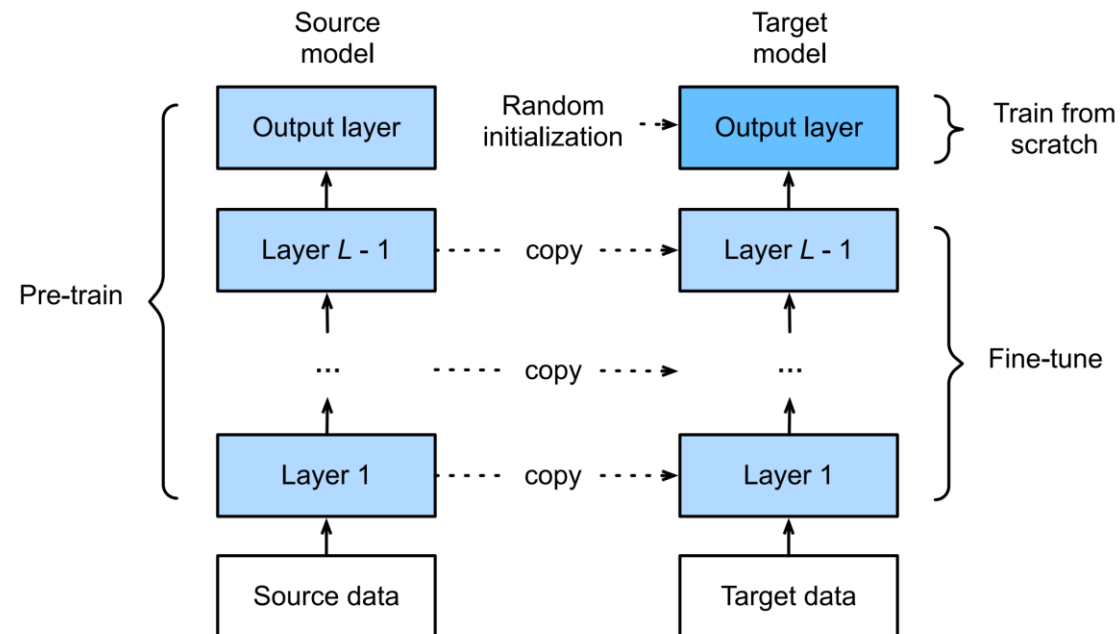 Source
model
Target
model
Output layer
Random
initialization
Output layer
Train from
scratch
Layer L - 1
copy
Layer L - 1
Pre-train
...
copy
...
Fine-tune
Layer 1
copy
Layer 1
Source data
Target data